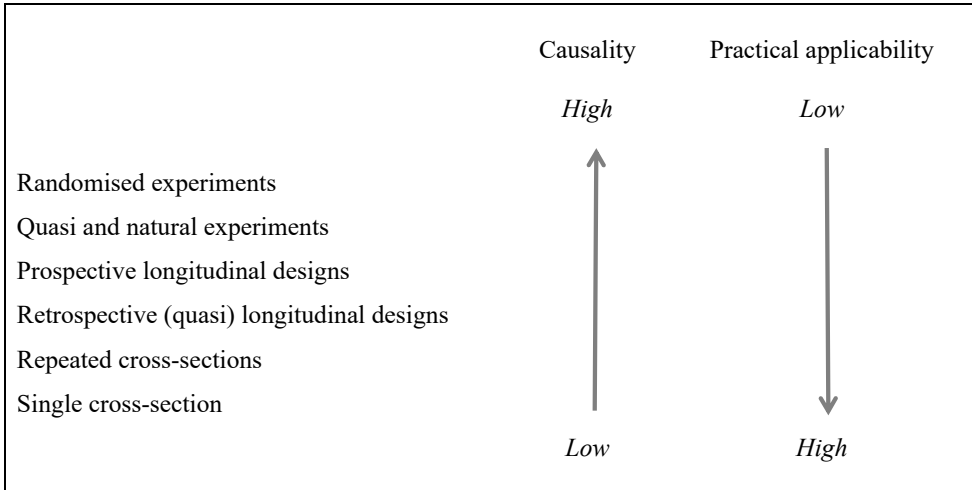 Causality Practical applicability
High Low
Randomised experiments
Quasi and natural experiments
Prospective longitudinal designs
Retrospective (quasi) longitudinal designs
Repeated cross-sections
Single cross-section
Low High